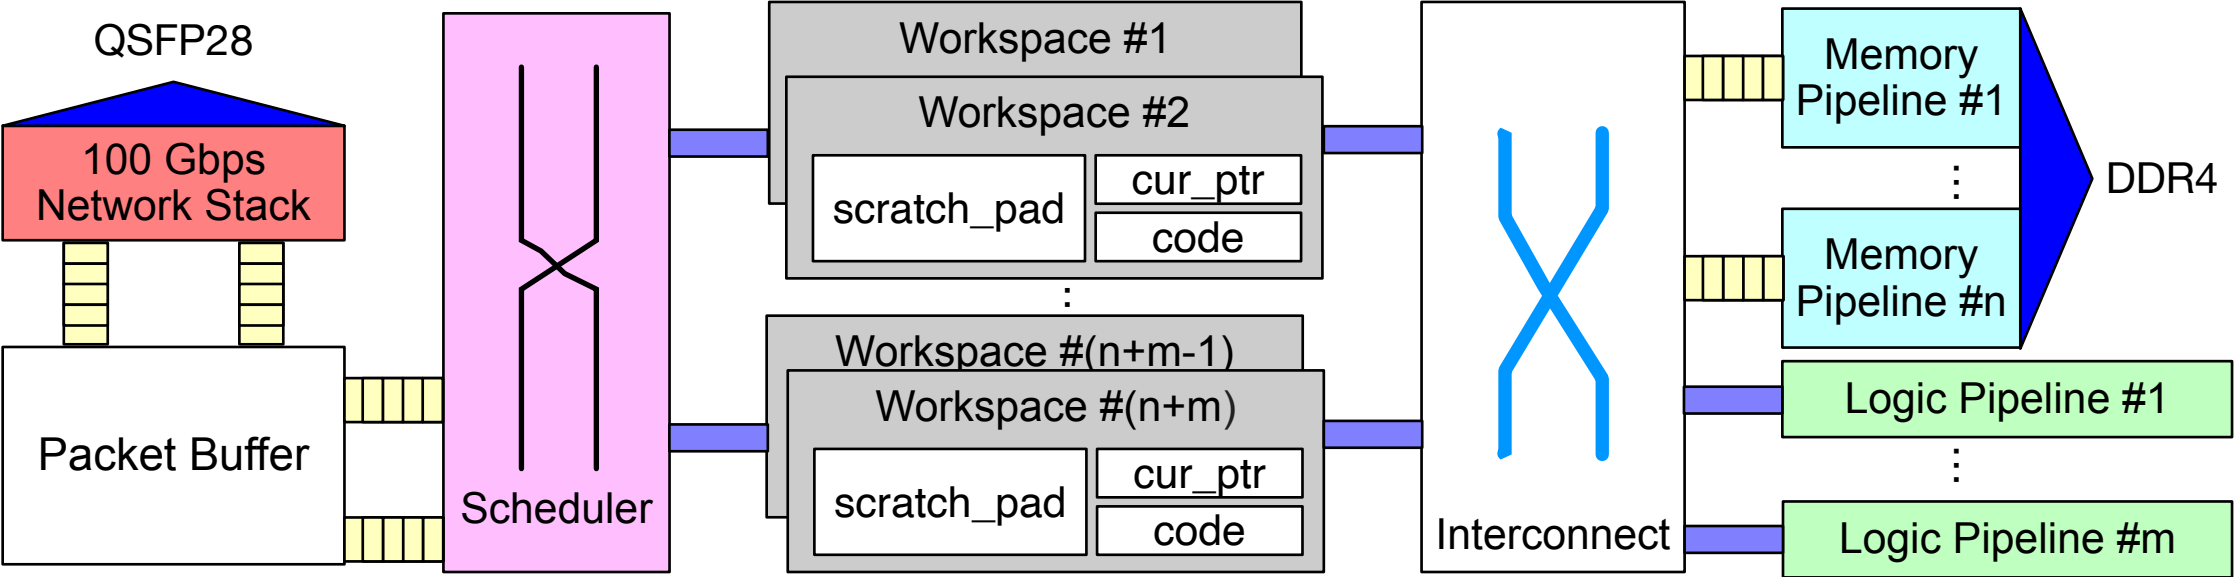 QSFP28
100 Gbps
Network Stack
Packet Buffer
Scheduler
Workspace #1
Workspace #2
scratch_pad
cur_ptr
code
:
Workspace #(n+m-1)
Workspace #(n+m)
scratch_pad
cur_ptr
code
Interconnect
Memory
Pipeline #1
⋮
Memory
Pipeline #n
DDR4
Logic Pipeline #1
⋮
Logic Pipeline #m